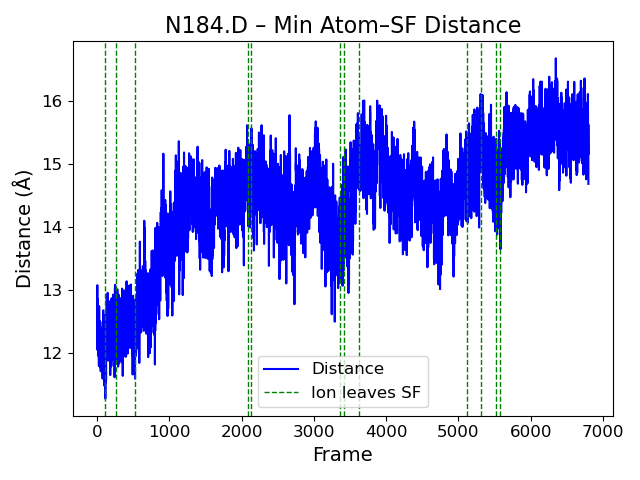 N184.D – Min Atom–SF Distance
Distance (Å)
16
15
14
13
12
Distance
Ion leaves SF
0 1000 2000 3000 4000 5000 6000 7000
Frame